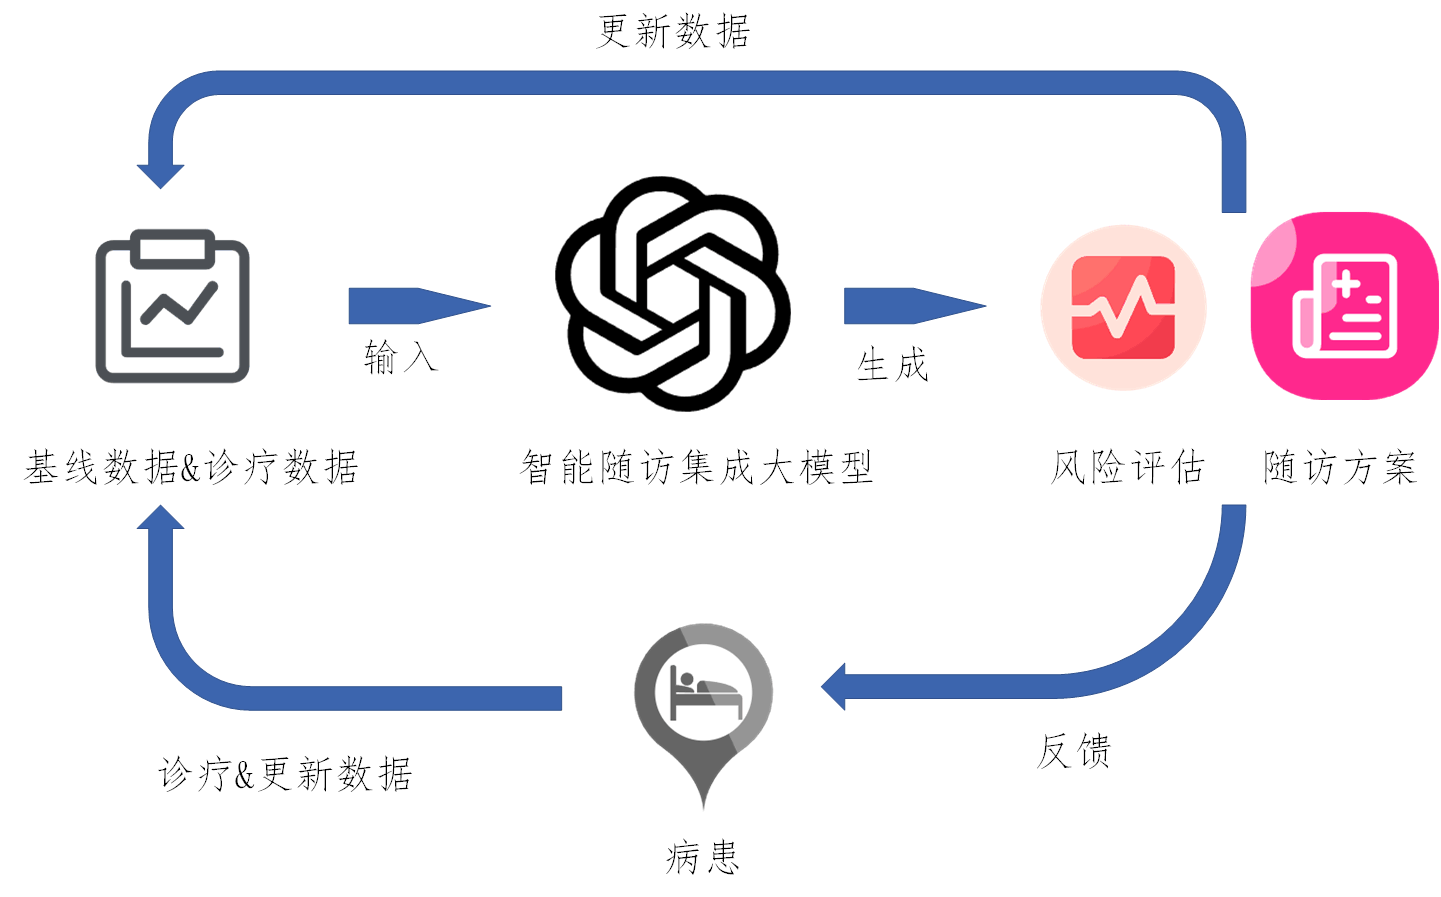 更新数据
输入
生成
基线数据&诊疗数据
智能随访集成大模型
风险评估
随访方案
反馈
诊疗&更新数据
病患